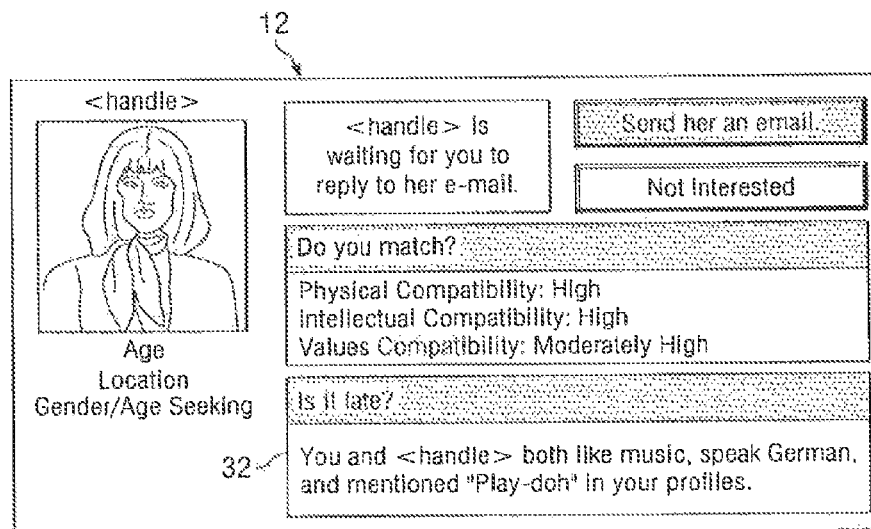 12
<handle>
<handle> is
waiting for you to
reply to her e-mail.
Send her an email.
Not Interested
Do you match?
Physical Compatibility: High
Intellectual Compatibility: High
Values Compatibility: Moderately High
Age
Location
Gender/Age Seeking
Is it fate?
32
You and <handle> both like music, speak German,
and mentioned "Play-doh" in your profiles.